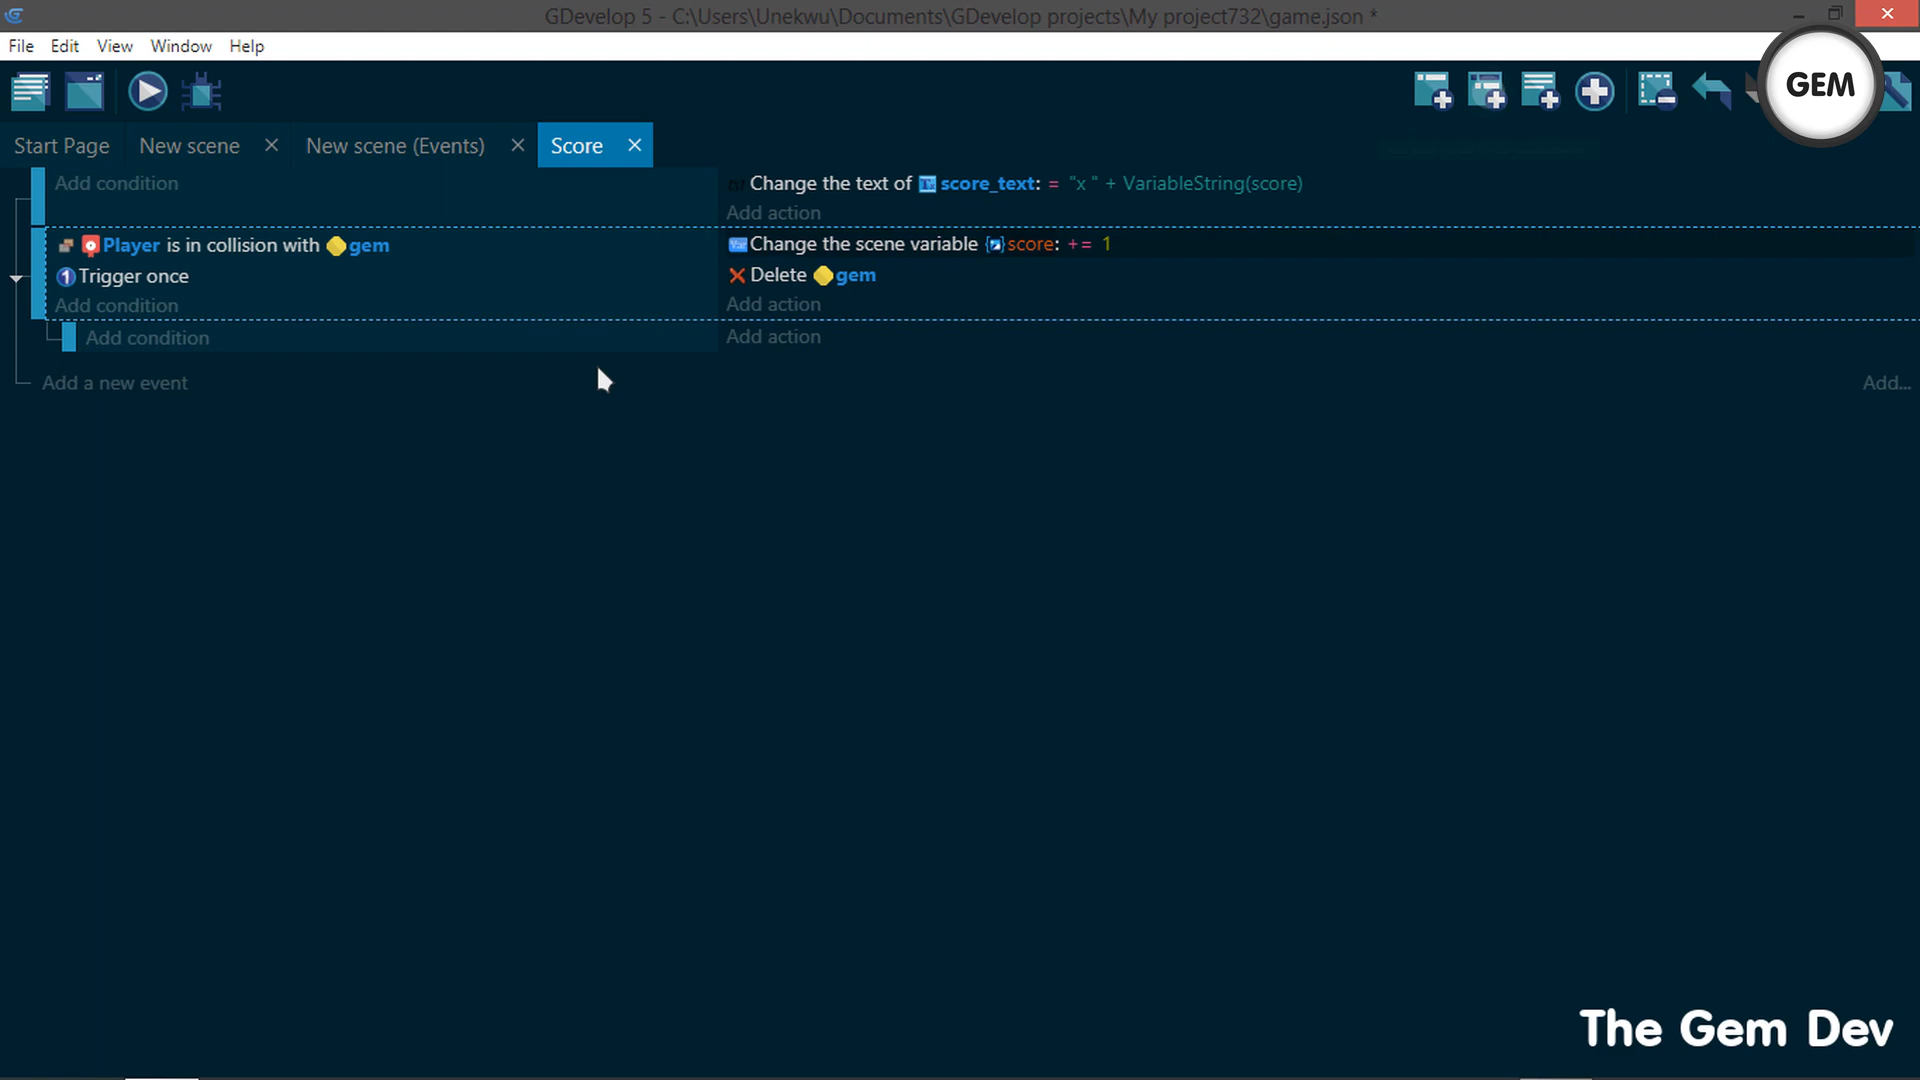 GDevelop 5 - C:\Users\Unekwu\Documents\GDevelop projects\My project732\game.json *
File Edit View Window Help
GEM
Start Page New scene New scene (Events) Score
Add condition
Change the text of score_text: = "x " + VariableString(score)
Add action
Player is in collision with gem
Change the scene variable score: += 1
Trigger once
Delete gem
Add condition
Add action
Add condition
Add action
Add a new event
Add...
The Gem Dev